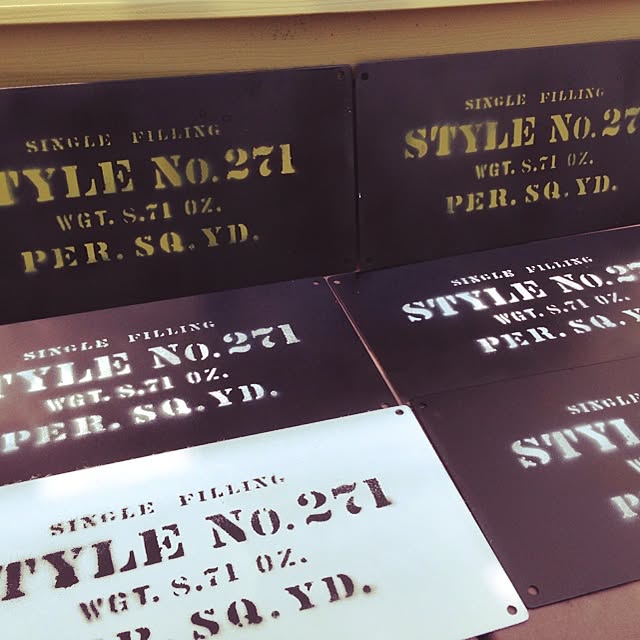 SINGLE FILLING
TYLE NO. 271
WGT. 8.71 OZ.
PER. SQ. YD.
SINGLE FILLING
STYLE NO. 27
WGT. 8.71 OZ.
PER. SQ. YD.
SINGLE FILLING
TYLE NO. 271
WGT. 8.71 OZ.
PER. SQ. YD.
SINGLE FILLING
STYLE NO. 27
WGT. 8.71 OZ.
PER. SQ. Y
SINGLE FILLING
TYLE NO. 271
WGT. 8.71 OZ.
R. SQ. YD.
SINGLE
STYL